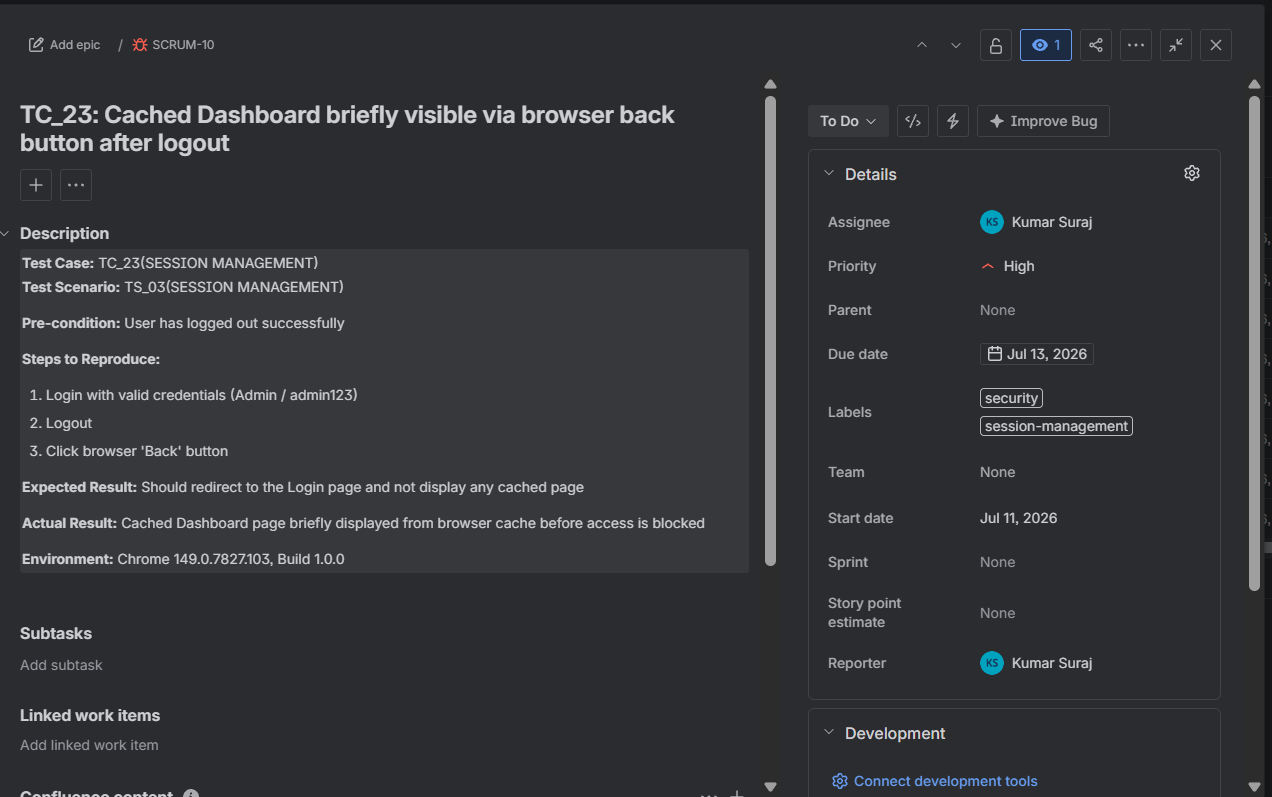 Add epic / SCRUM-10
1
TC_23: Cached Dashboard briefly visible via browser back
button after logout
Description
Test Case: TC_23(SESSION MANAGEMENT)
Test Scenario: TS_03(SESSION MANAGEMENT)
Pre-condition: User has logged out successfully
Steps to Reproduce:
1. Login with valid credentials (Admin / admin123)
2. Logout
3. Click browser 'Back' button
Expected Result: Should redirect to the Login page and not display any cached page
Actual Result: Cached Dashboard page briefly displayed from browser cache before access is blocked
Environment: Chrome 149.0.7827.103, Build 1.0.0
Subtasks
Add subtask
Linked work items
Add linked work item
Confluence content
To Do
Improve Bug
Details
Assignee KS Kumar Suraj
Priority High
Parent None
Due date Jul 13, 2026
Labels security
session-management
Team None
Start date Jul 11, 2026
Sprint None
Story point
estimate None
Reporter KS Kumar Suraj
Development
Connect development tools